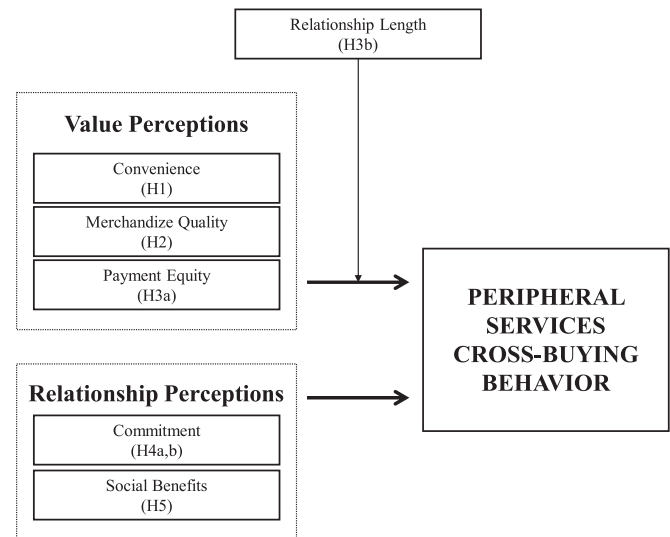 Relationship Length
(H3b)
Value Perceptions
Convenience
(H1)
Merchandize Quality
(H2)
Payment Equity
(H3a)
PERIPHERAL
SERVICES
CROSS-BUYING
BEHAVIOR
Relationship Perceptions
Commitment
(H4a,b)
Social Benefits
(H5)